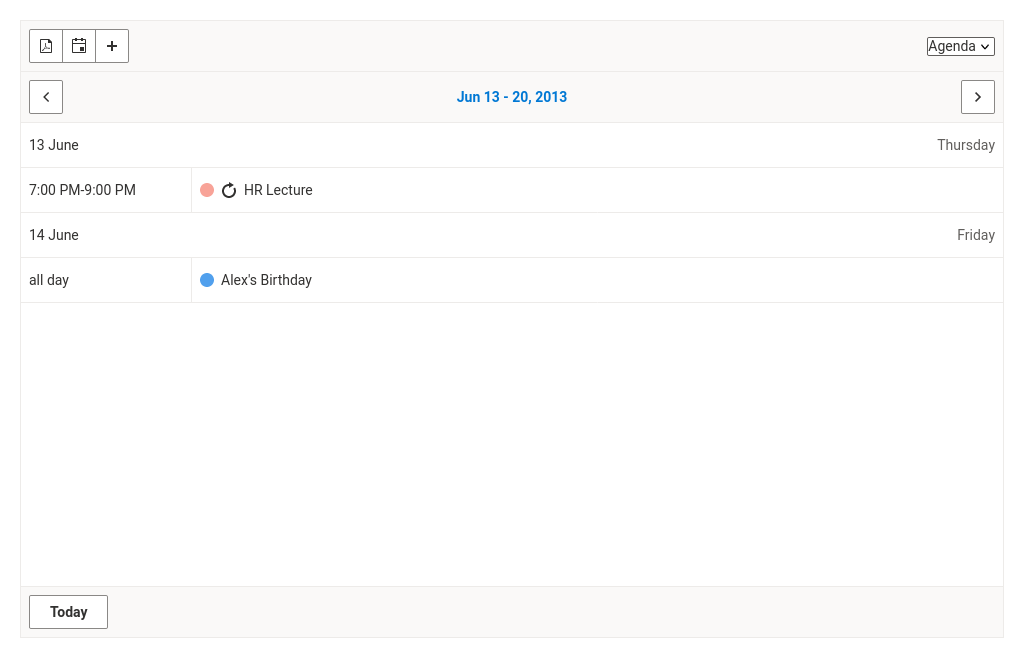 Agenda
Jun 13 - 20, 2013
13 June Thursday
7:00 PM-9:00 PM HR Lecture
14 June Friday
all day Alex's Birthday
Today